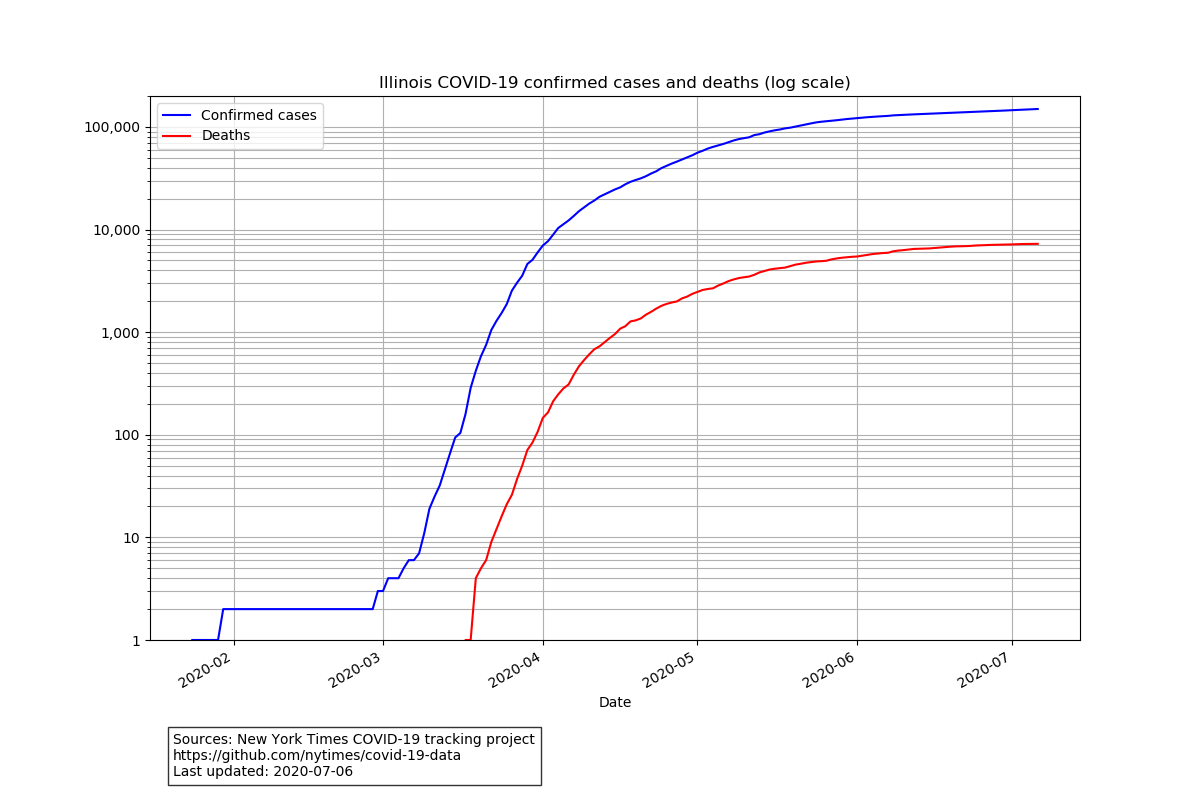 Illinois COVID-19 confirmed cases and deaths (log scale)
Confirmed cases
Deaths
100,000
10,000
1,000
100
10
1
2020-02
2020-03
2020-04
2020-05
2020-06
2020-07
Date
Sources: New York Times COVID-19 tracking project
https://github.com/nytimes/covid-19-data
Last updated: 2020-07-06